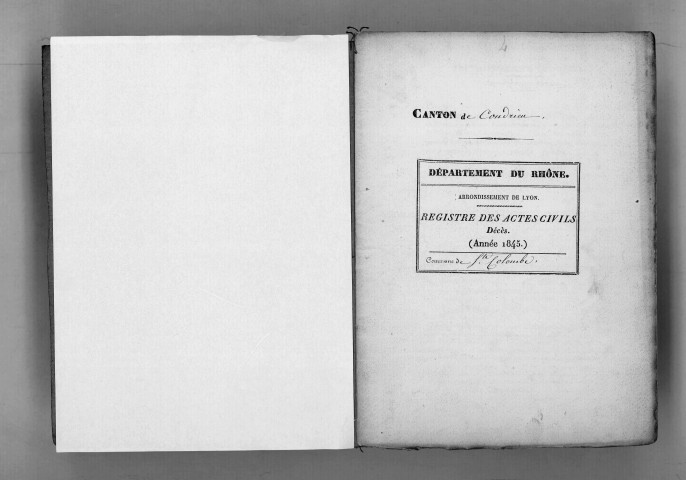 CANTON de Condrieu.
DÉPARTEMENT DU RHÔNE.
ARRONDISSEMENT DE LYON.
REGISTRE DES ACTES CIVILS
Décès.
(Année 1845.)
Commune de Ste Colombe.